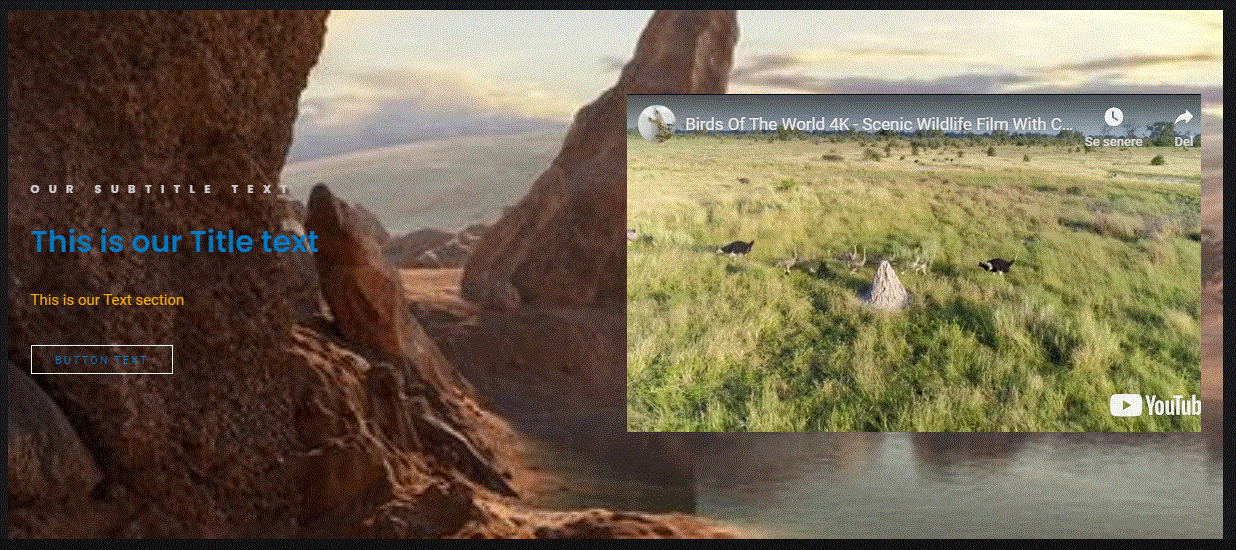 OUR SUBTITLE TEXT
This is our Title text
This is our Text section
BUTTON TEXT
Birds Of The World 4K - Scenic Wildlife Film With C...
Se senere
Del
YouTub